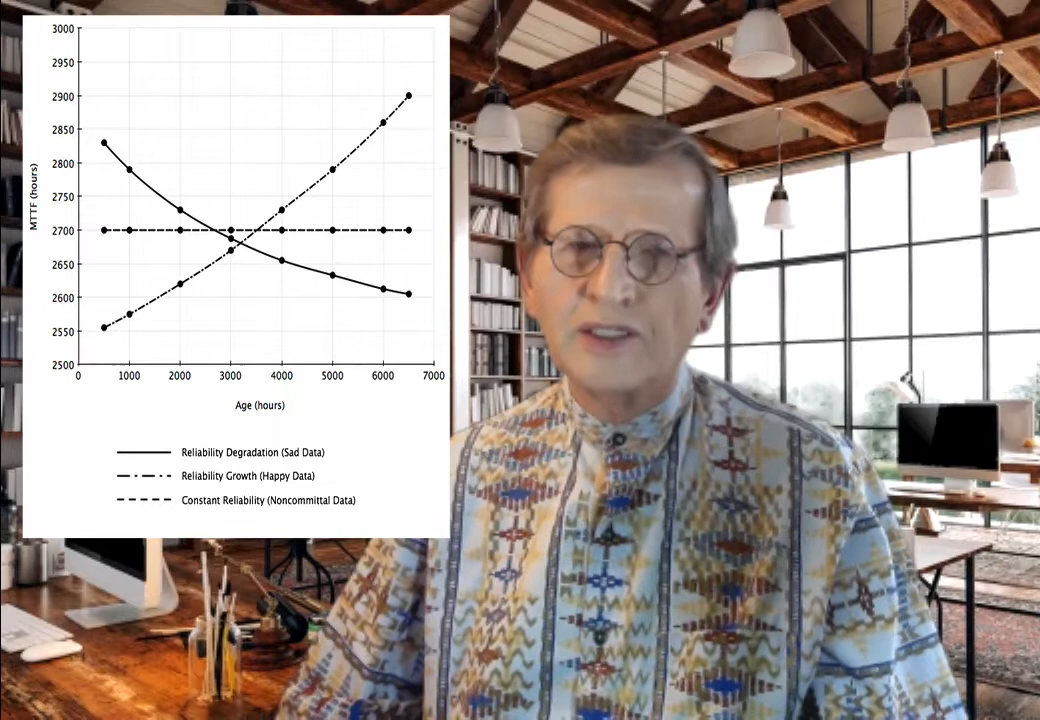 3000
2950
2900
2850
2800
2750
2700
2650
2600
2550
2500
MTTF (hours)
0 1000 2000 3000 4000 5000 6000 7000
Age (hours)
Reliability Degradation (Sad Data)
Reliability Growth (Happy Data)
Constant Reliability (Noncommittal Data)